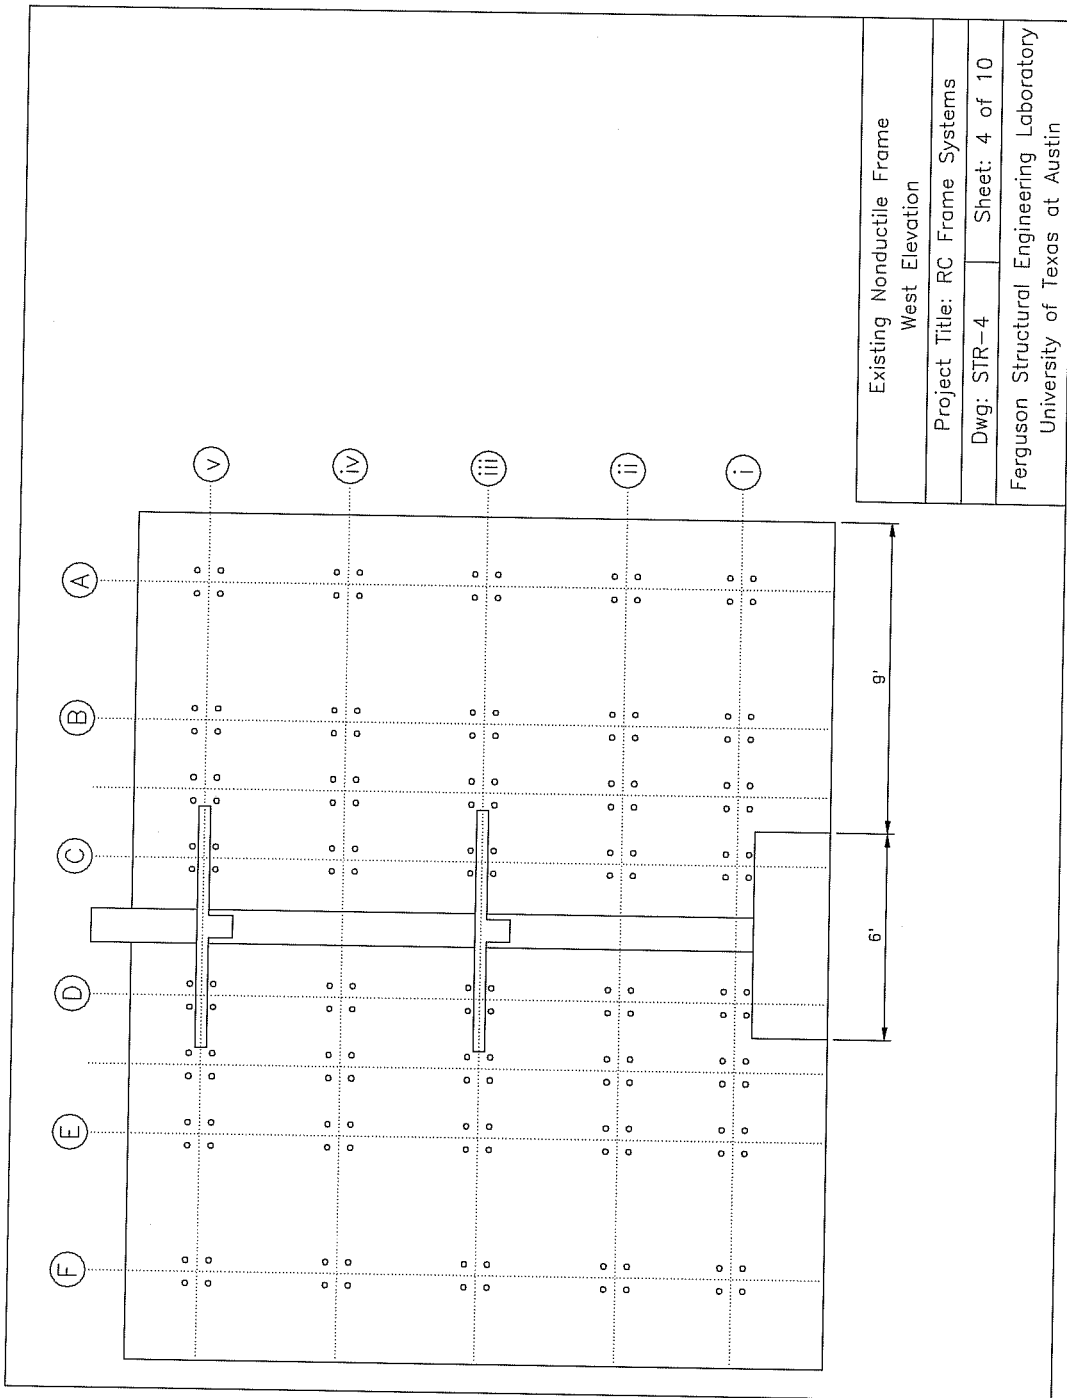 A
B
C
D
E
F
v
iv
iii
ii
i
9'
6'
Existing Nonductile Frame
West Elevation
Project Title: RC Frame Systems
Dwg: STR-4
Sheet: 4 of 10
Ferguson Structural Engineering Laboratory
University of Texas at Austin